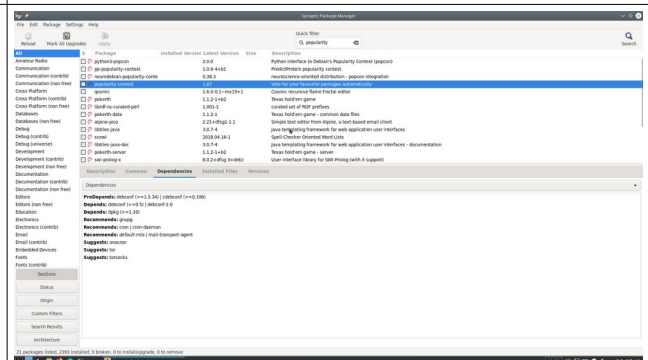 Synaptic Package Manager
File Edit Package Settings Help
Quick filter
Reload Mark All Upgrades Apply popularity Search
All S Package Installed Version Latest Version Size Description
Amateur Radio python3-popcon 2.0.0 Python interface to Debian's Popularity Contest (popcon)
Communication pp-popularity-contest 1.0.6-4+b1 PredictProtein popularity contest
Communication (contrib) neurodebian-popularity-conte 0.38.3 neuroscience-oriented distribution - popcon integration
Communication (non free) popularity-contest 1.67 Vote for your favourite packages automatically
Cross Platform qosmic 1.6.0-0.1~mx19+1 Cosmic recursive flame fractal editor
Cross Platform (contrib) pokerth 1.1.2-1+b2 Texas hold'em game
Cross Platform (non free) librdf-ns-curated-perl 1.001-1 curated set of RDF prefixes
Databases pokerth-data 1.1.2-1 Texas hold'em game - common data files
Databases (non free) alpine-pico 2.21+dfsg1-1.1 Simple text editor from Alpine, a text-based email client
Debug libtiles-java 3.0.7-4 Java templating framework for web application user interfaces
Debug (contrib) scowl 2018.04.16-1 Spell-Checker Oriented Word Lists
Debug (universe) libtiles-java-doc 3.0.7-4 Java templating framework for web application user interfaces - documentation
Development pokerth-server 1.1.2-1+b2 Texas hold'em game - server
Development (contrib) swi-prolog-x 8.0.2+dfsg-3+deb1 User interface library for SWI-Prolog (with X support)
Development (non free)
Documentation Description Common Dependencies Installed Files Versions
Documentation (contrib)
Documentation (non free) Dependencies
Editors PreDepends: debconf (>=1.5.34) | cdebconf (>=0.106)
Editors (non free) Depends: debconf (>=0.5) | debconf-2.0
Education Depends: dpkg (>=1.10)
Electronics Recommends: gnupg
Electronics (contrib) Recommends: cron | cron-daemon
Email Recommends: default-mta | mail-transport-agent
Email (contrib) Suggests: anacron
Embedded Devices Suggests: tor
Fonts Suggests: torsocks
Fonts (contrib)
Sections
Status
Origin
Custom Filters
Search Results
Architecture
21 packages listed, 2393 installed, 0 broken. 0 to install/upgrade, 0 to remove